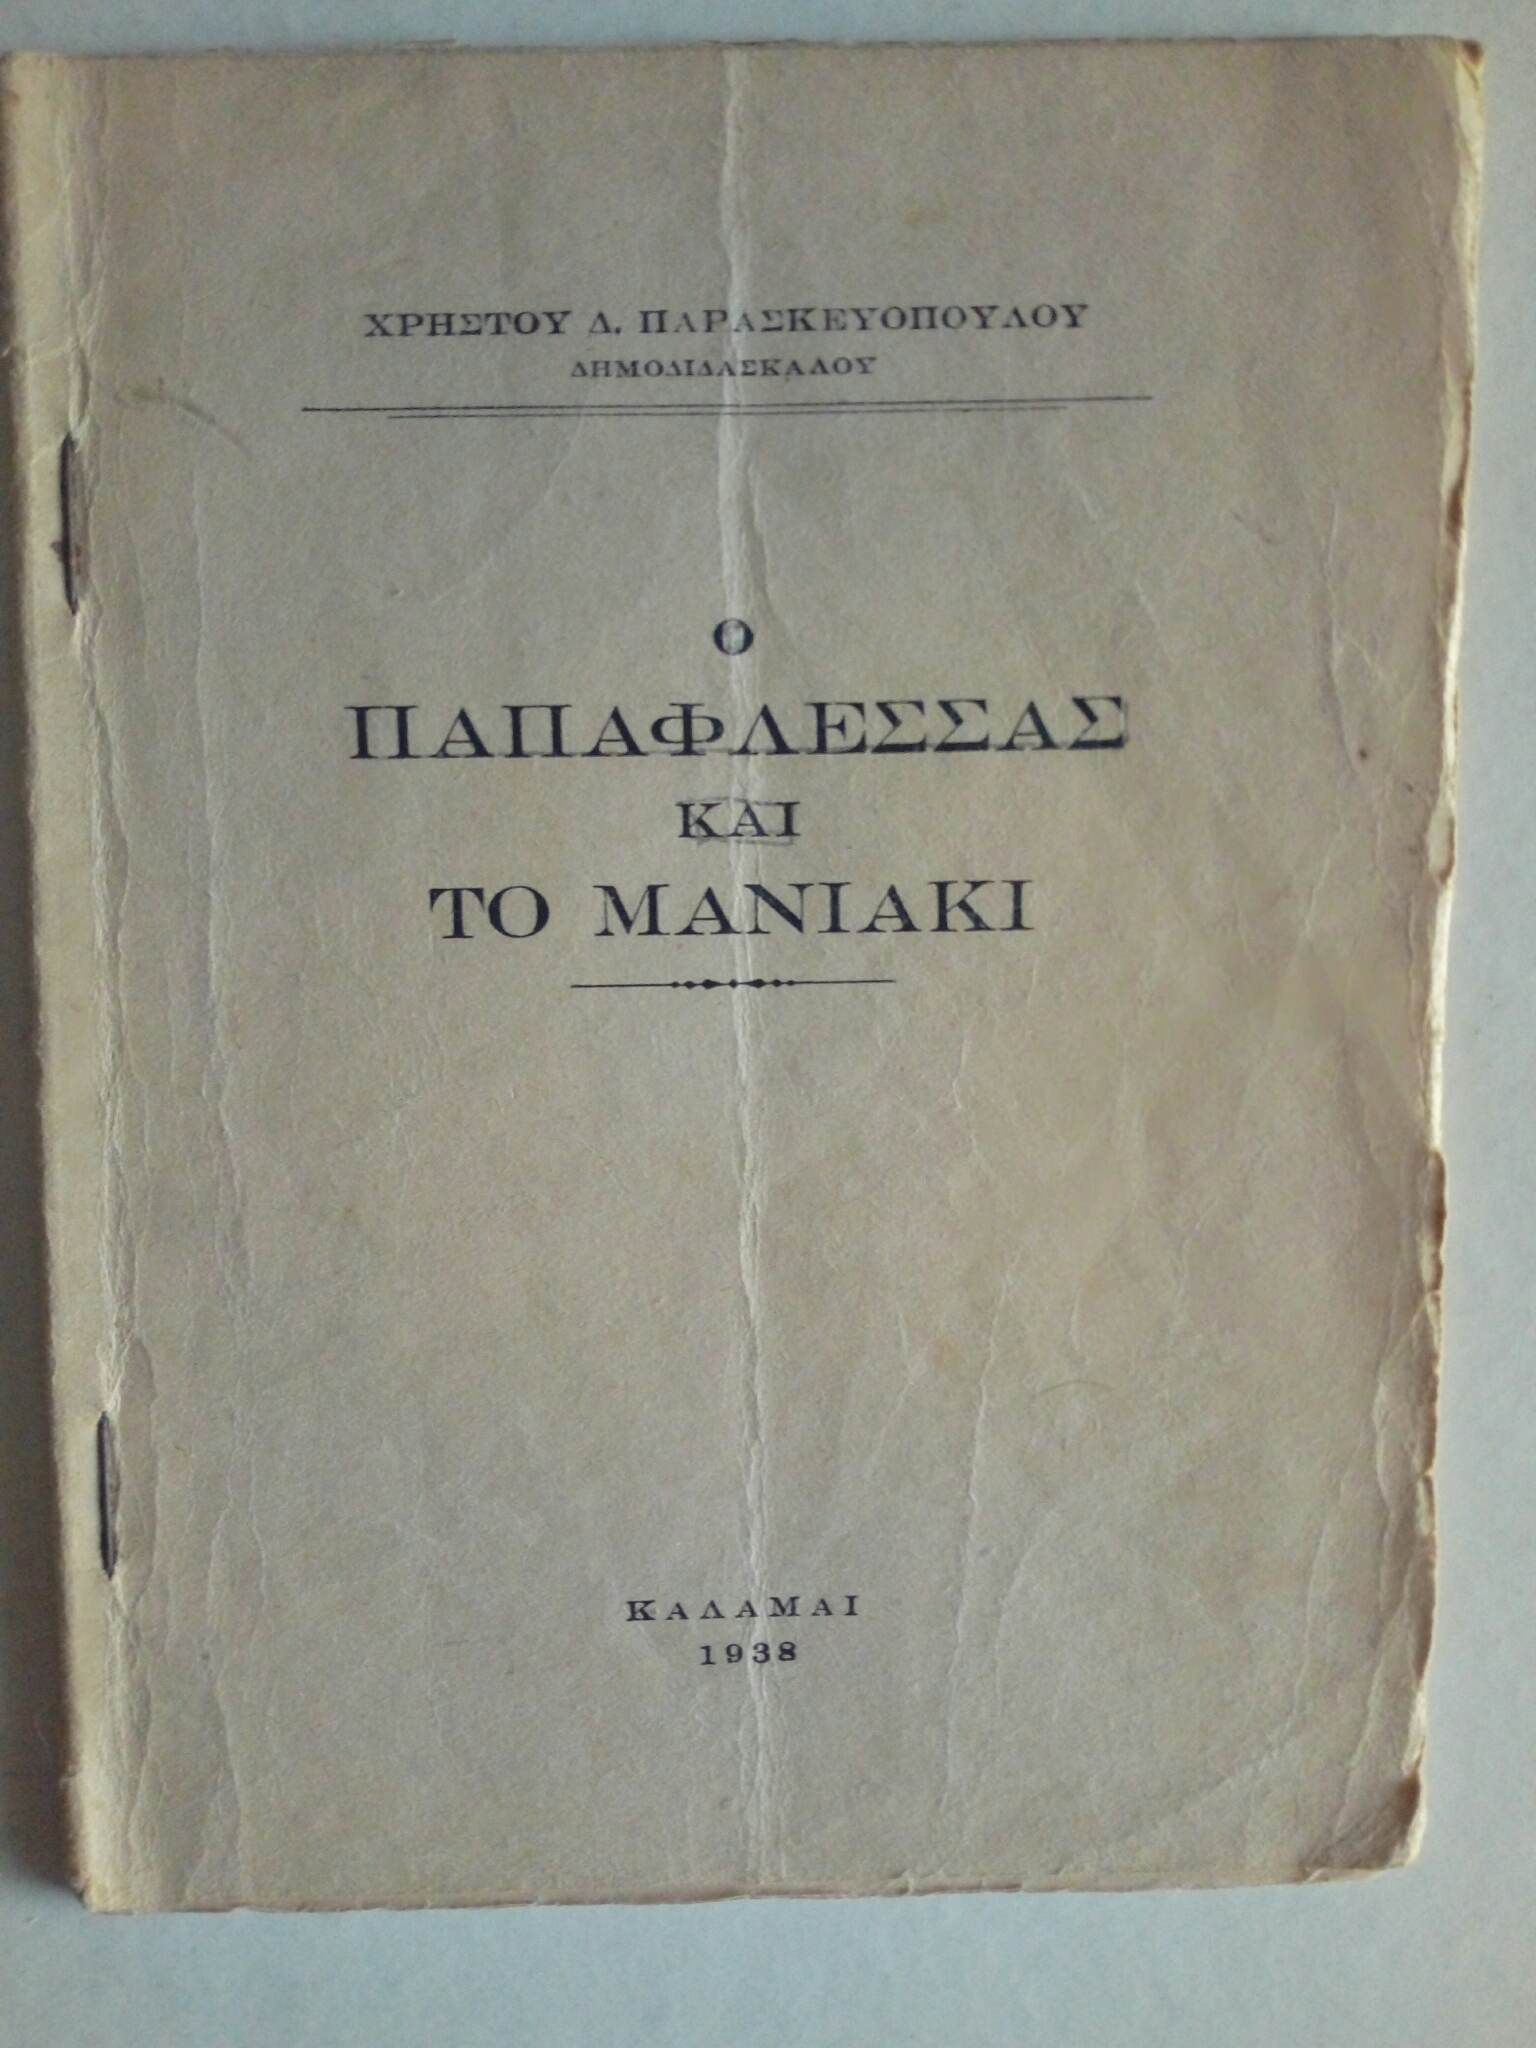 ΧΡΗΣΤΟΥ Δ. ΠΑΡΑΣΚΕΥΟΠΟΥΛΟΥ
ΔΗΜΟΔΙΔΑΣΚΑΛΟΥ
Ο
ΠΑΠΑΦΛΕΣΣΑΣ
ΚΑΙ
ΤΟ ΜΑΝΙΑΚΙ
ΚΑΛΑΜΑΙ
1938